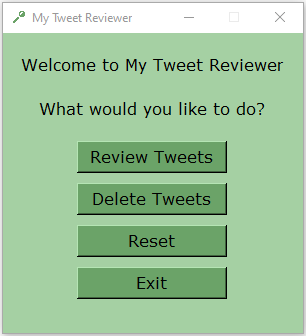 My Tweet Reviewer
Welcome to My Tweet Reviewer
What would you like to do?
Review Tweets
Delete Tweets
Reset
Exit